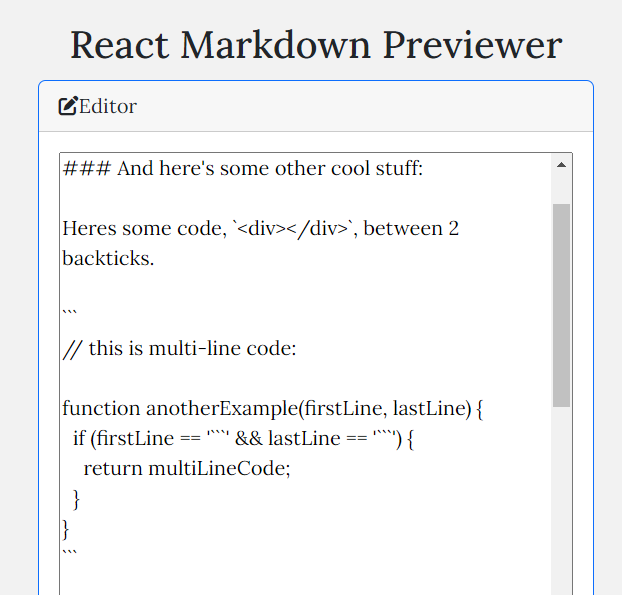 React Markdown Previewer
Editor
### And here's some other cool stuff:
Heres some code, `<div></div>`, between 2
backticks.
```
// this is multi-line code:
function anotherExample(firstLine, lastLine) {
  if (firstLine == '```' && lastLine == '```') {
    return multiLineCode;
  }
}
```